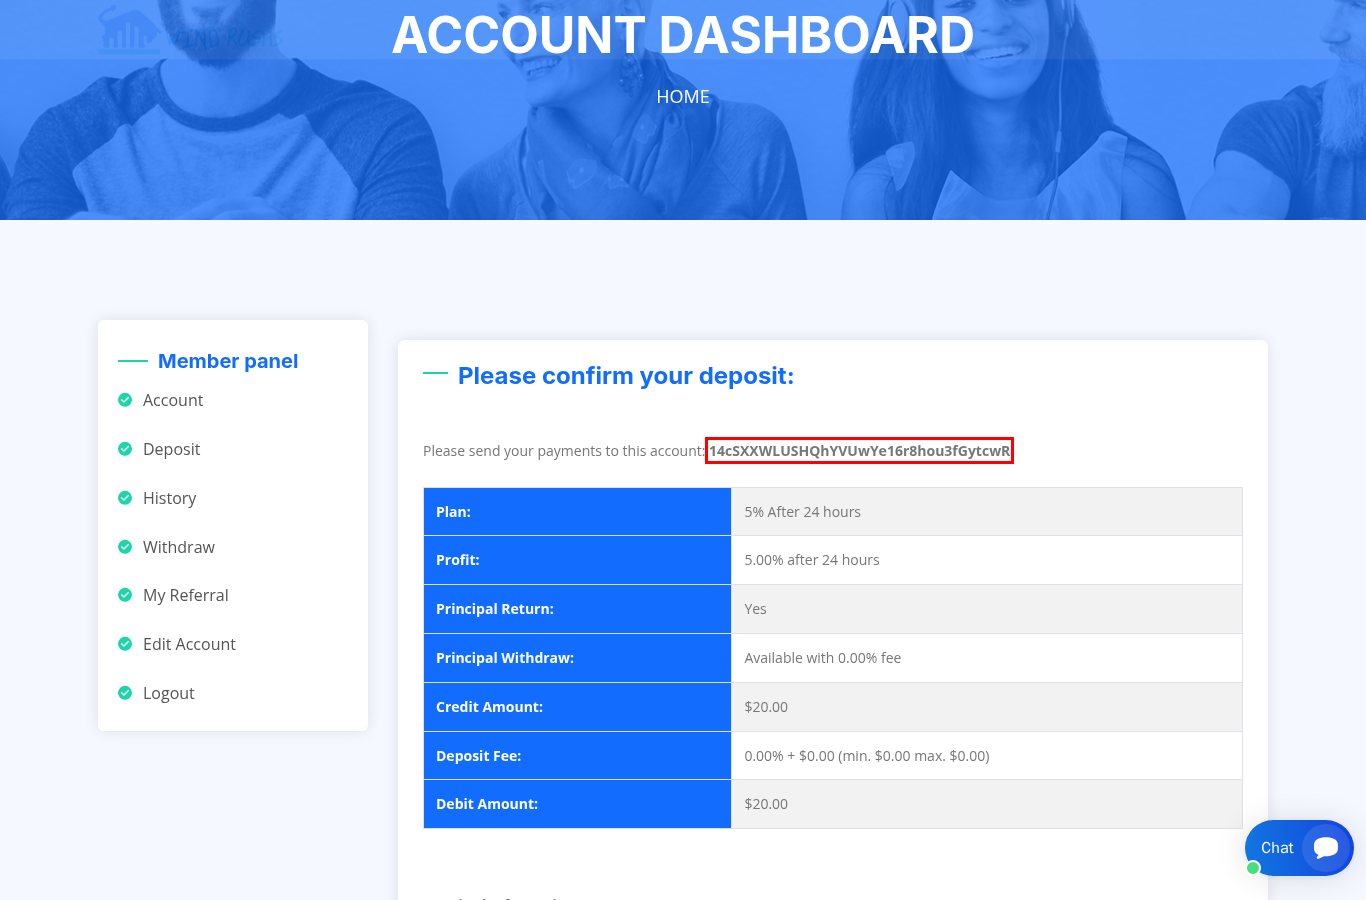 ACCOUNT DASHBOARD
HOME
Member panel
Account
Deposit
History
Withdraw
My Referral
Edit Account
Logout
Please confirm your deposit:
Please send your payments to this account: 14cSXXWLUSHQhYVUwYe16r8hou3fGytcwR
Plan: 5% After 24 hours
Profit: 5.00% after 24 hours
Principal Return: Yes
Principal Withdraw: Available with 0.00% fee
Credit Amount: $20.00
Deposit Fee: 0.00% + $0.00 (min. $0.00 max. $0.00)
Debit Amount: $20.00
Chat